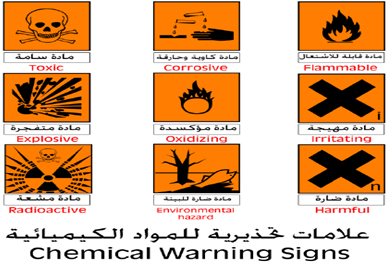 مادة سامة
Toxic
مادة كاوية وحارقة
Corrosive
مادة قابلة للاشتعال
Flammable
مادة متفجرة
Explosive
مادة مؤكسدة
Oxidizing
مادة مهيجة
i
Irritating
مادة مشعة
Radioactive
مادة ضارة للبيئة
Environmental
hazard
مادة ضارة
n
Harmful
علامات تحذيرية للمواد الكيميائية
Chemical Warning Signs